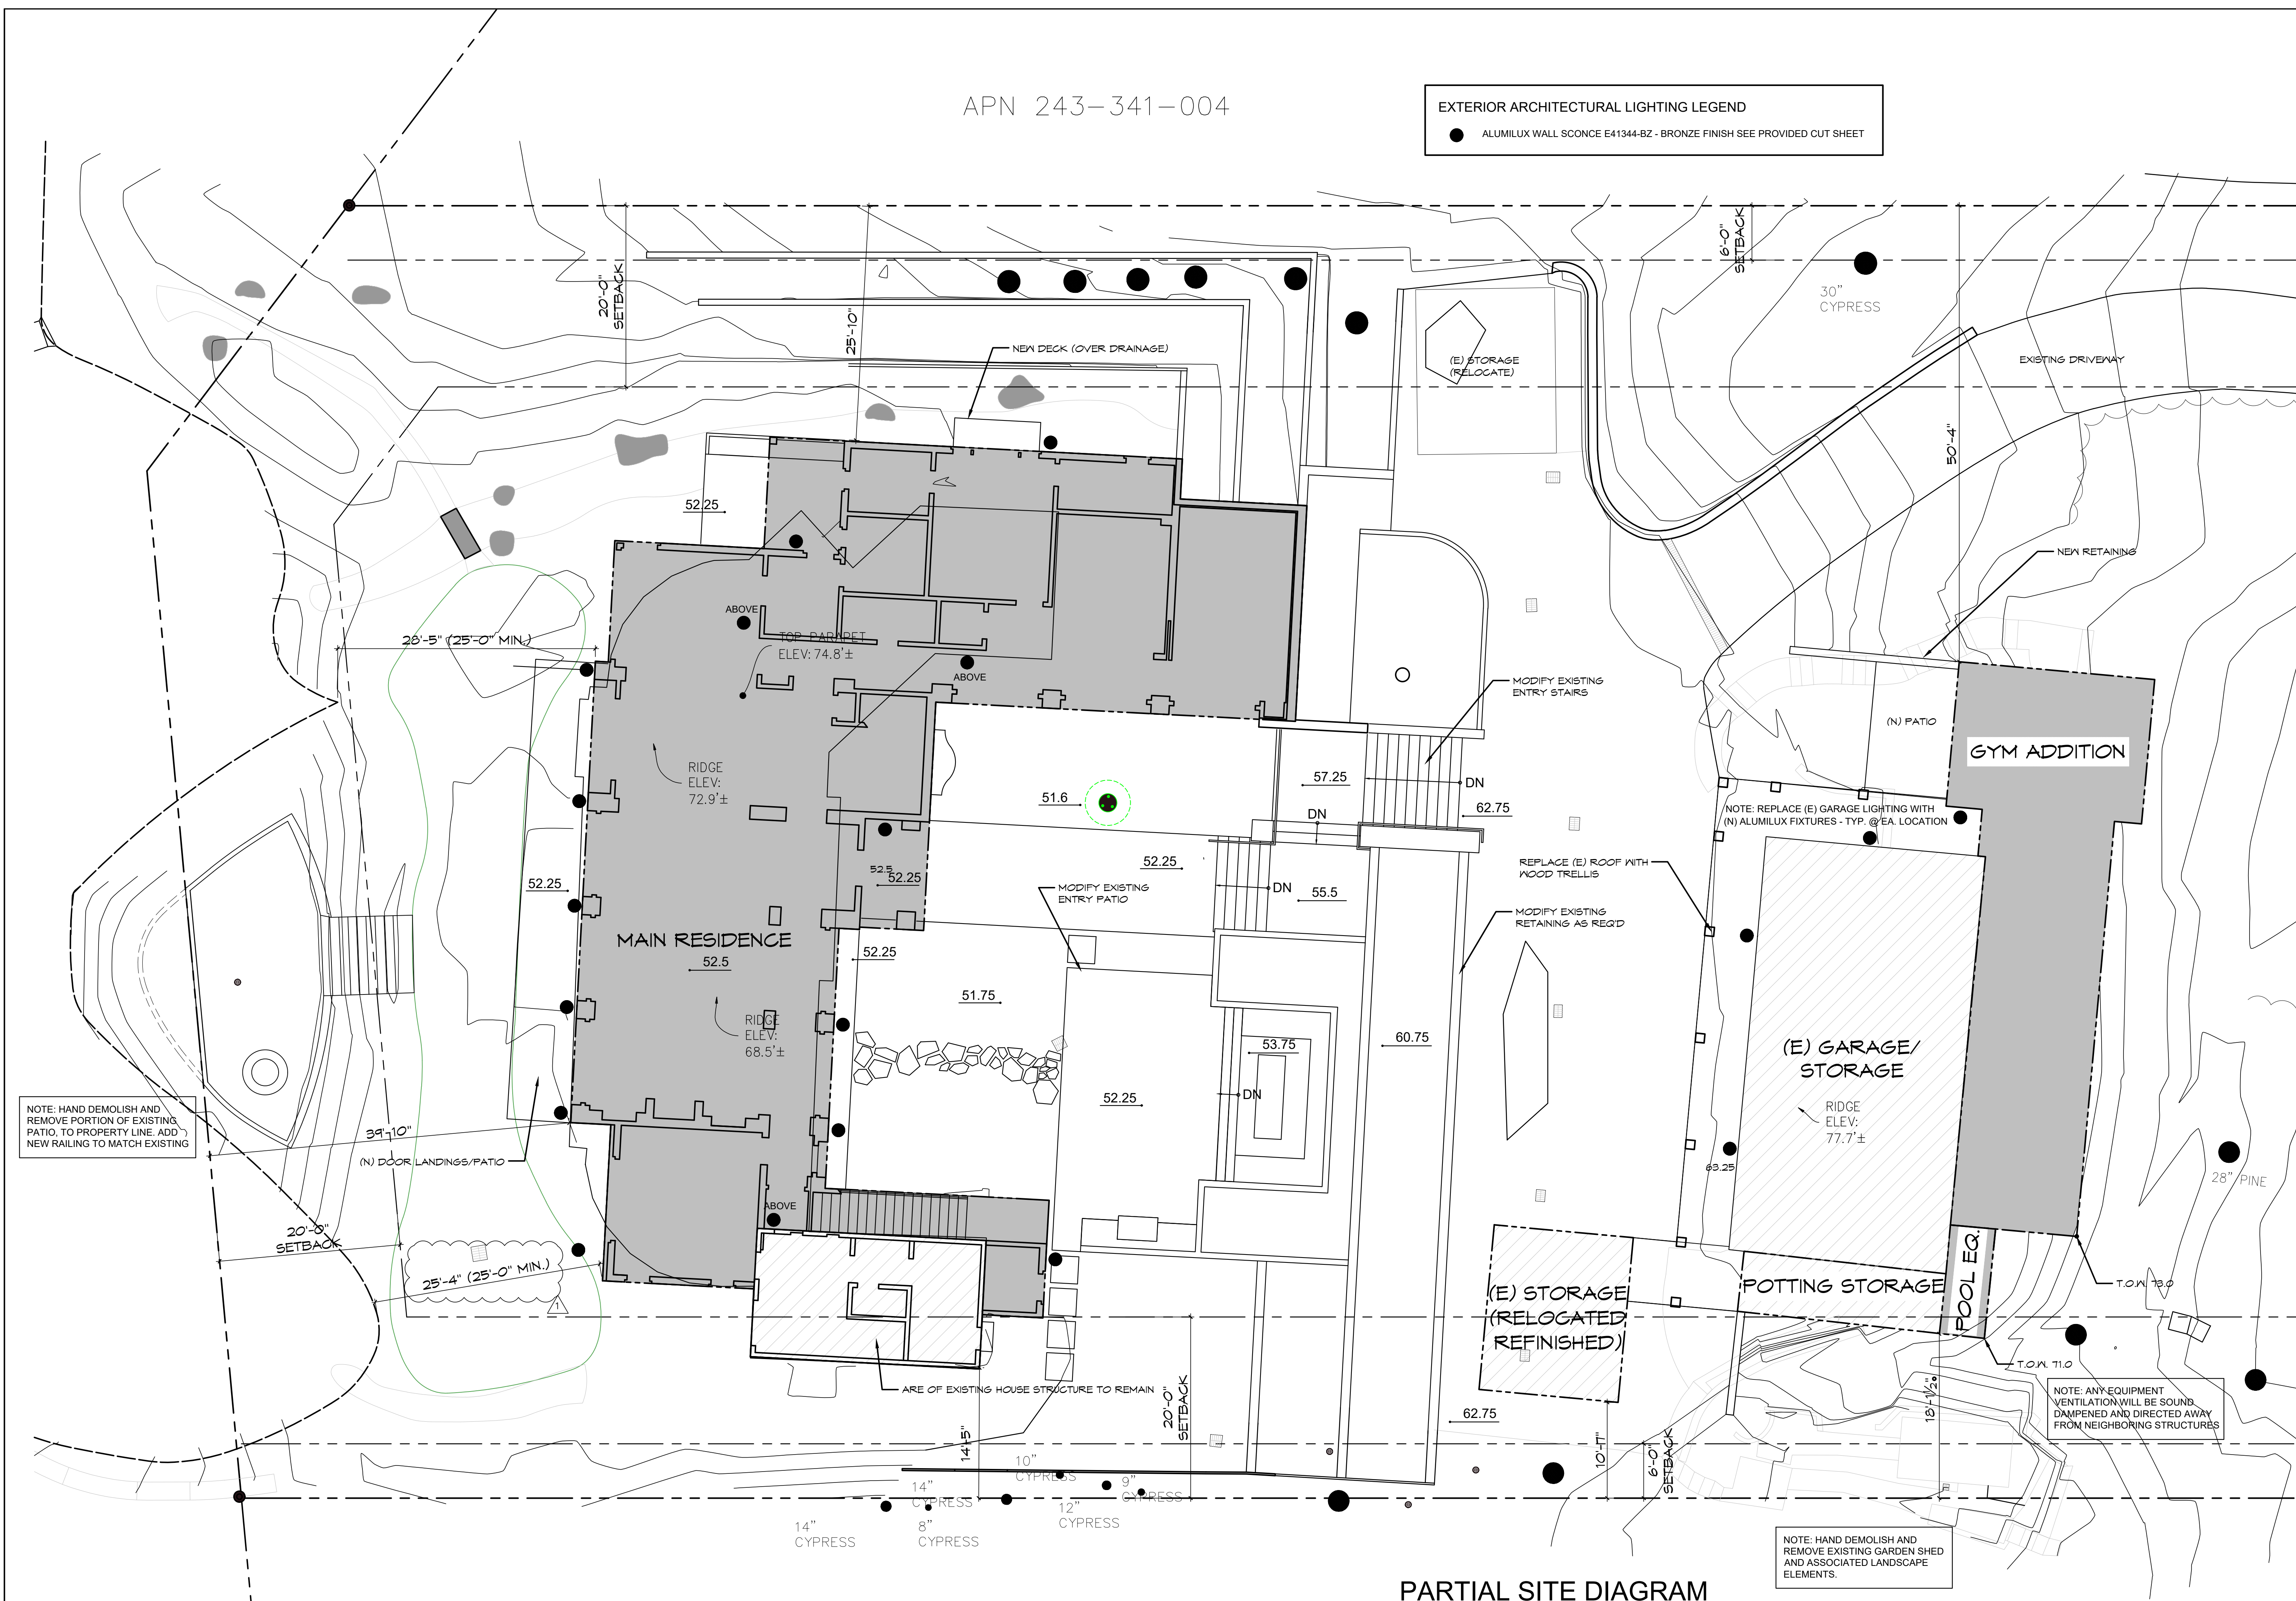 APN 243-341-004
EXTERIOR ARCHITECTURAL LIGHTING LEGEND
ALUMILUX WALL SCONCE E41344-BZ - BRONZE FINISH SEE PROVIDED CUT SHEET
20'-0"
SETBACK
25'-10"
6'-0"
SETBACK
30"
CYPRESS
NEW DECK (OVER DRAINAGE)
(E) STORAGE
(RELOCATE)
EXISTING DRIVEWAY
50'-4"
52.25
NEW RETAINING
ABOVE
28'-5" (25'-0" MIN.)
TOP PARAPET
ELEV: 74.8'±
ABOVE
MODIFY EXISTING
ENTRY STAIRS
(N) PATIO
GYM ADDITION
RIDGE
ELEV:
72.9'±
51.6
57.25
DN
62.75
DN
NOTE: REPLACE (E) GARAGE LIGHTING WITH
(N) ALUMILUX FIXTURES - TYP. @ EA. LOCATION
52.25
52.5
52.25
52.25
MODIFY EXISTING
ENTRY PATIO
DN
55.5
REPLACE (E) ROOF WITH
WOOD TRELLIS
MODIFY EXISTING
RETAINING AS REQ'D
MAIN RESIDENCE
52.5
52.25
51.75
RIDGE
ELEV:
68.5'±
53.75
60.75
(E) GARAGE/
STORAGE
RIDGE
ELEV:
77.7'±
52.25
DN
NOTE: HAND DEMOLISH AND
REMOVE PORTION OF EXISTING
PATIO, TO PROPERTY LINE. ADD
NEW RAILING TO MATCH EXISTING
39'-10"
(N) DOOR LANDINGS/PATIO
63.25
28" PINE
ABOVE
20'-0"
SETBACK
25'-4" (25'-0" MIN.)
1
(E) STORAGE
(RELOCATED
REFINISHED)
POTTING STORAGE
POOL EQ.
T.O.W. 73.0
T.O.W. 71.0
ARE OF EXISTING HOUSE STRUCTURE TO REMAIN
20'-0"
SETBACK
14'-5"
62.75
10'-7"
6'-0"
SETBACK
18'-1/2"
NOTE: ANY EQUIPMENT
VENTILATION WILL BE SOUND
DAMPENED AND DIRECTED AWAY
FROM NEIGHBORING STRUCTURES
10"
CYPRESS
14"
CYPRESS
9"
CYPRESS
12"
CYPRESS
14"
CYPRESS
8"
CYPRESS
NOTE: HAND DEMOLISH AND
REMOVE EXISTING GARDEN SHED
AND ASSOCIATED LANDSCAPE
ELEMENTS.
PARTIAL SITE DIAGRAM